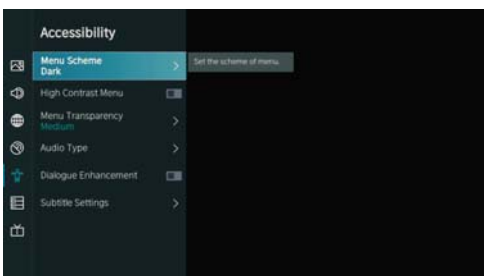 Accessibility
Menu Scheme
Dark
Set the scheme of menu.
High Contrast Menu
Menu Transparency
Medium
Audio Type
Dialogue Enhancement
Subtitle Settings